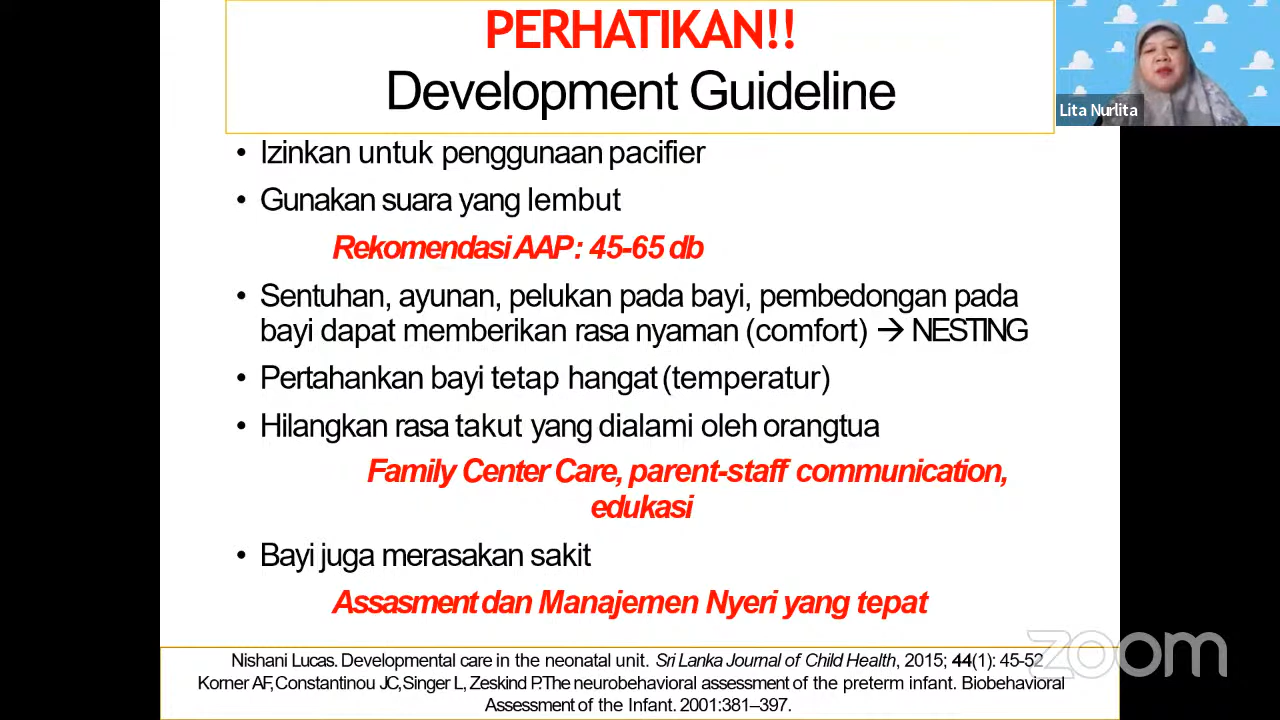 PERHATIKAN!!
Development Guideline
Lita Nurlita
• Izinkan untuk penggunaan pacifier
• Gunakan suara yang lembut
Rekomendasi AAP: 45-65 db
• Sentuhan, ayunan, pelukan pada bayi, pembedongan pada
bayi dapat memberikan rasa nyaman (comfort) → NESTING
• Pertahankan bayi tetap hangat (temperatur)
• Hilangkan rasa takut yang dialami oleh orangtua
Family Center Care, parent-staff communication,
edukasi
• Bayi juga merasakan sakit
Assasment dan Manajemen Nyeri yang tepat
zoom
Nishani Lucas. Developmental care in the neonatal unit. Sri Lanka Journal of Child Health, 2015; 44(1): 45-52
Korner AF, Constantinou JC, Singer L, Zeskind P. The neurobehavioral assessment of the preterm infant. Biobehavioral
Assessment of the Infant. 2001:381–397.